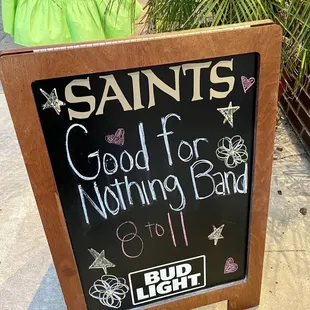 SAINTS
Good for
Nothing Band
8 to 11
BUD
LIGHT